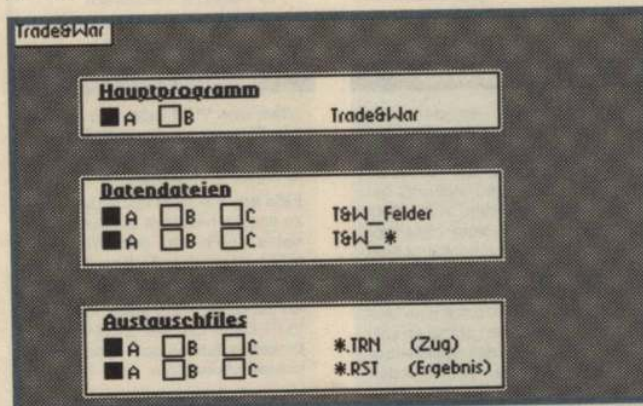 Trade&War
Hauptprogramm
A B Trade&War
Datendateien
A B C T&W_Felder
A B C T&W_*
Austauschfiles
A B C *.TRN (Zug)
A B C *.RST (Ergebnis)